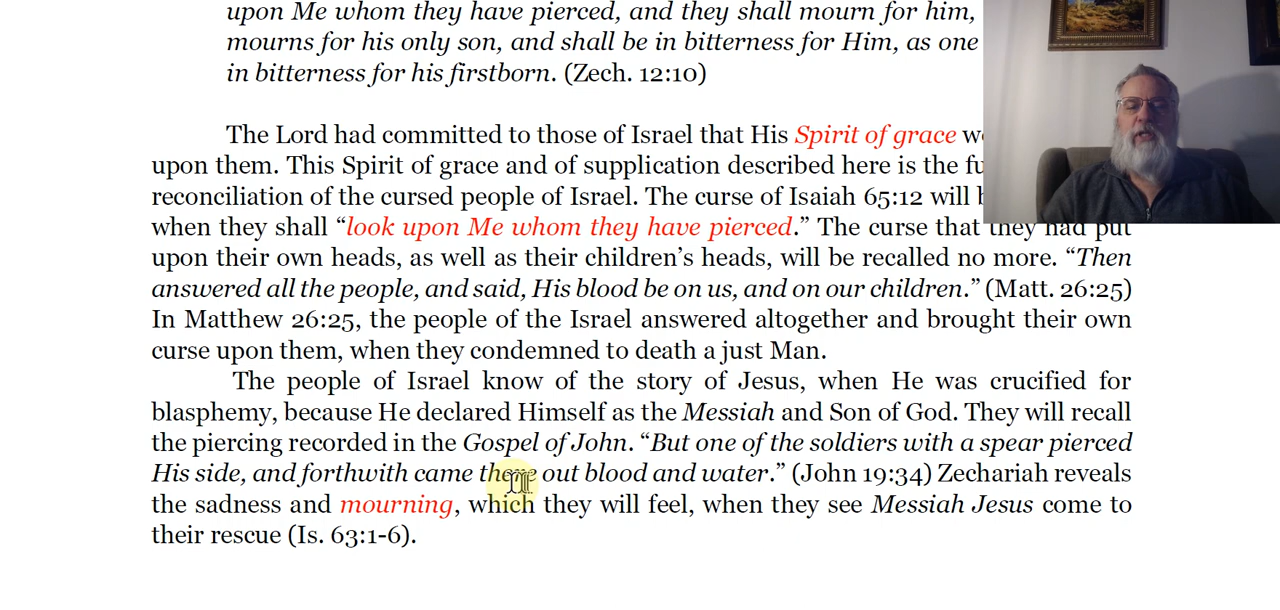 upon Me whom they have pierced, and they shall mourn for him,
mourns for his only son, and shall be in bitterness for Him, as one
in bitterness for his firstborn. (Zech. 12:10)
The Lord had committed to those of Israel that His Spirit of grace
upon them. This Spirit of grace and of supplication described here is the
reconciliation of the cursed people of Israel. The curse of Isaiah 65:12 will
when they shall “look upon Me whom they have pierced.” The curse that they had put
upon their own heads, as well as their children’s heads, will be recalled no more. “Then
answered all the people, and said, His blood be on us, and on our children.” (Matt. 26:25)
In Matthew 26:25, the people of the Israel answered altogether and brought their own
curse upon them, when they condemned to death a just Man.
The people of Israel know of the story of Jesus, when He was crucified for
blasphemy, because He declared Himself as the Messiah and Son of God. They will recall
the piercing recorded in the Gospel of John. “But one of the soldiers with a spear pierced
His side, and forthwith came there out blood and water.” (John 19:34) Zechariah reveals
the sadness and mourning, which they will feel, when they see Messiah Jesus come to
their rescue (Is. 63:1-6).